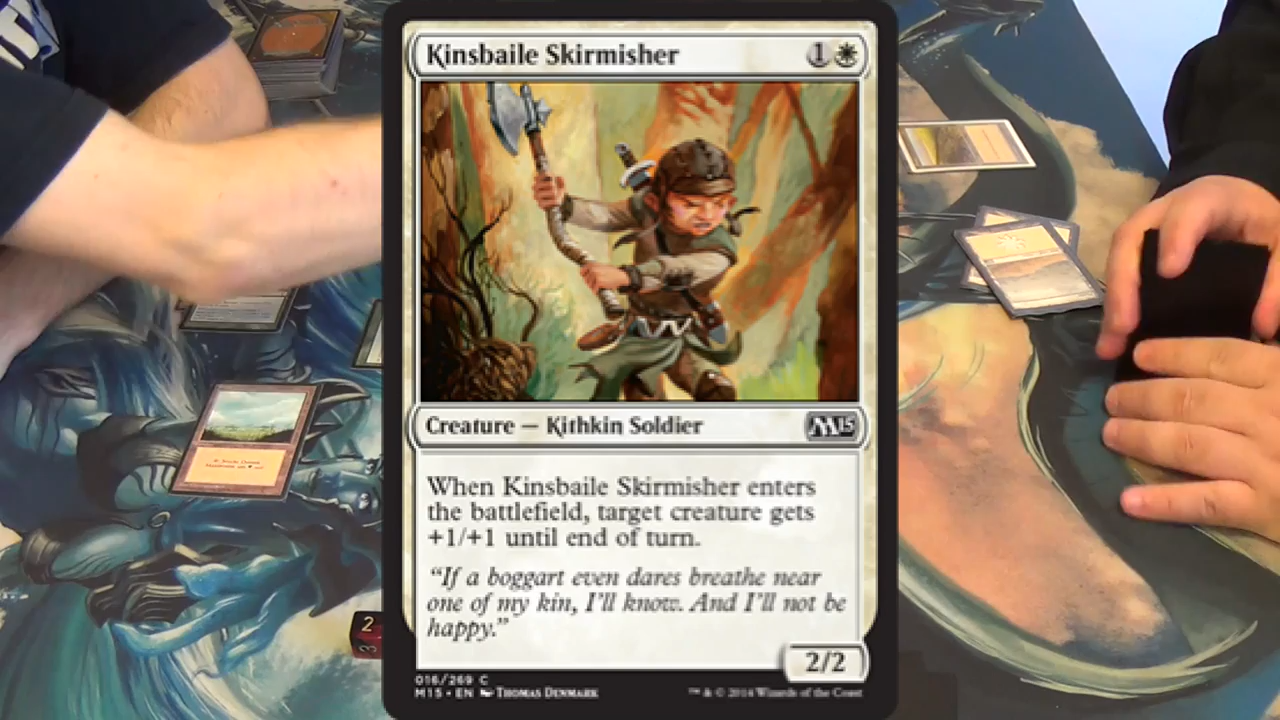 Kinsbaile Skirmisher 1
Creature — Kithkin Soldier M15
When Kinsbaile Skirmisher enters
the battlefield, target creature gets
+1/+1 until end of turn.
“If a boggart even dares breathe near
one of my kin, I’ll know. And I’ll not be
happy.”
2/2
016/269 C
M15 • EN Thomas Denmark
™ & © 2014 Wizards of the Coast
2
3